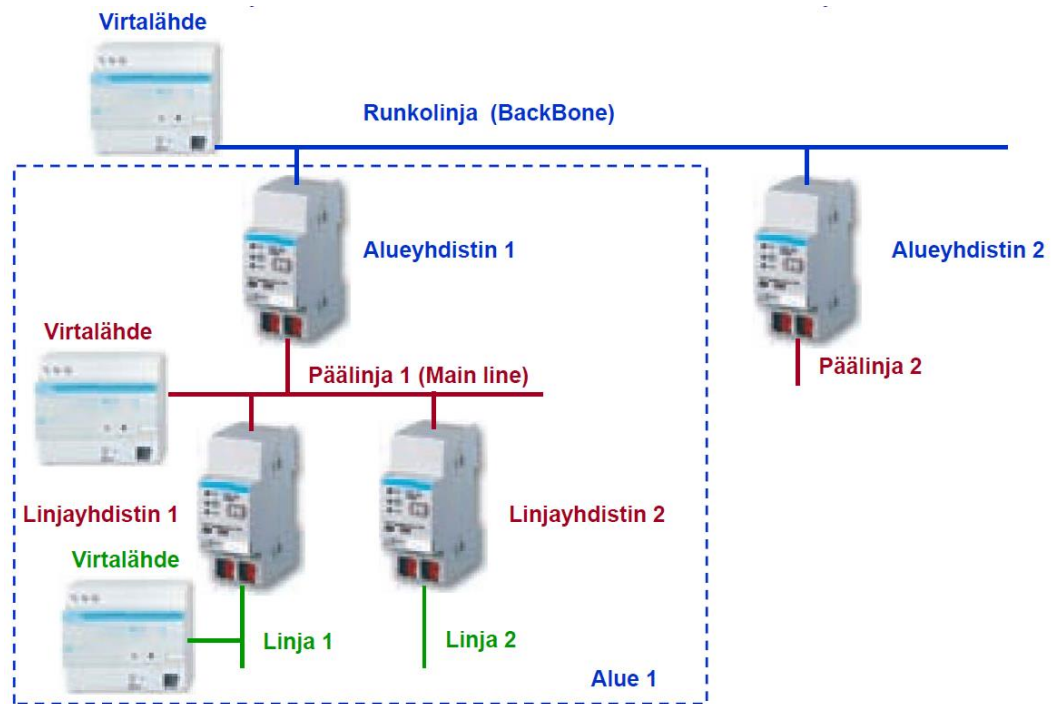 Virtalähde
Runkolinja (BackBone)
Alueyhdistin 1
Alueyhdistin 2
Virtalähde
Päälinja 1 (Main line)
Päälinja 2
Linjayhdistin 1
Linjayhdistin 2
Virtalähde
Linja 1
Linja 2
Alue 1